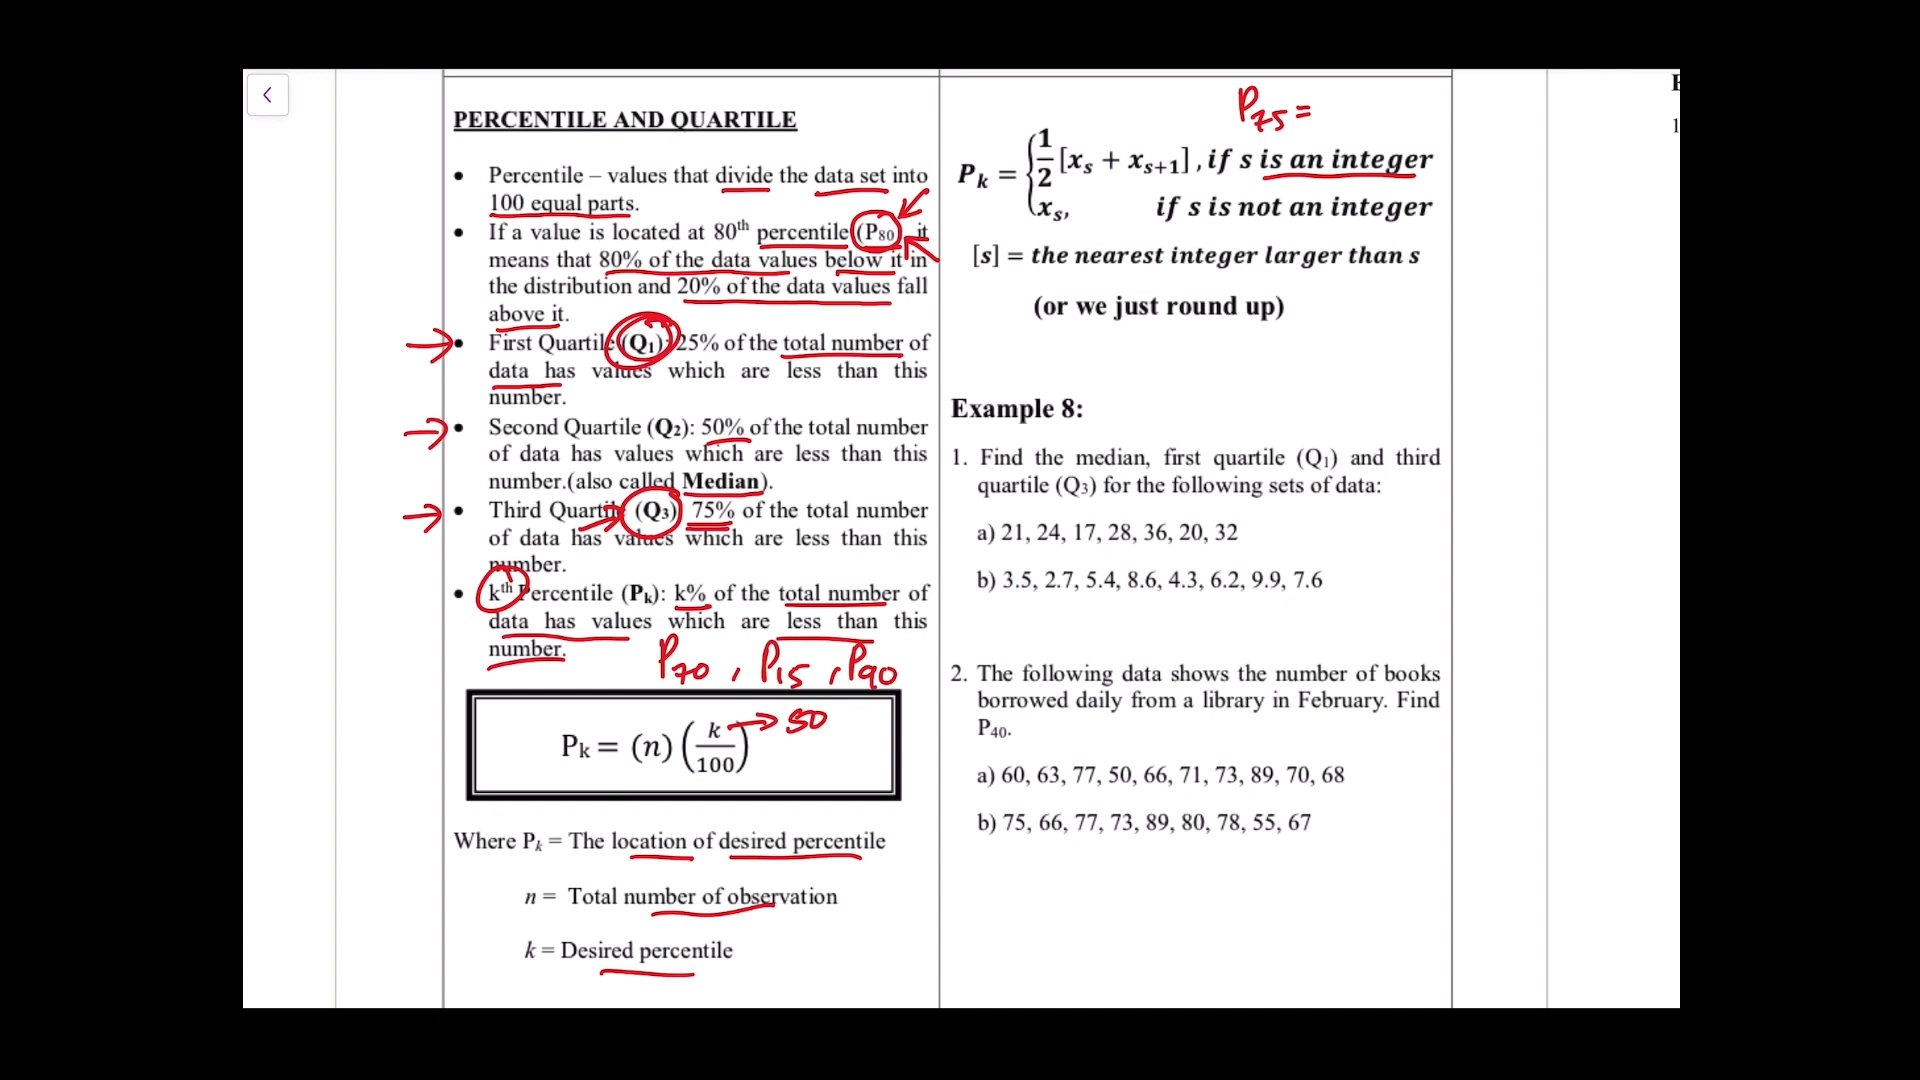 PERCENTILE AND QUARTILE
• Percentile – values that divide the data set into
100 equal parts.
• If a value is located at 80th percentile (P80) it
means that 80% of the data values below it in
the distribution and 20% of the data values fall
above it.
• First Quartile (Q1): 25% of the total number of
data has values which are less than this
number.
• Second Quartile (Q2): 50% of the total number
of data has values which are less than this
number.(also called Median).
• Third Quartile (Q3) 75% of the total number
of data has values which are less than this
number.
• kth Percentile (Pk): k% of the total number of
data has values which are less than this
number.
P70 , P15 , P90
Pk = (n) (k/100) → 80
Where Pk = The location of desired percentile
n = Total number of observation
k = Desired percentile
P75 =
Pk = { 1/2 [xs + xs+1] , if s is an integer
xs, if s is not an integer
[s] = the nearest integer larger than s
(or we just round up)
Example 8:
1. Find the median, first quartile (Q1) and third
quartile (Q3) for the following sets of data:
a) 21, 24, 17, 28, 36, 20, 32
b) 3.5, 2.7, 5.4, 8.6, 4.3, 6.2, 9.9, 7.6
2. The following data shows the number of books
borrowed daily from a library in February. Find
P40.
a) 60, 63, 77, 50, 66, 71, 73, 89, 70, 68
b) 75, 66, 77, 73, 89, 80, 78, 55, 67